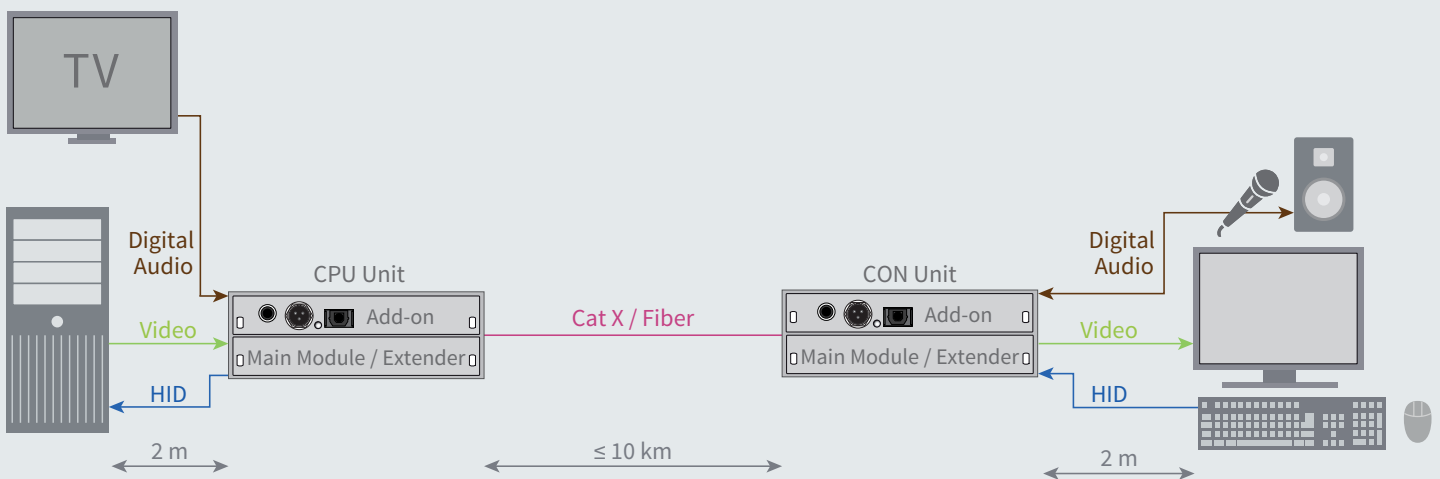 TV
Digital
Audio
CPU Unit
Add-on
Main Module / Extender
Video
HID
2 m
Cat X / Fiber
≤ 10 km
CON Unit
Add-on
Main Module / Extender
Digital
Audio
Video
HID
2 m